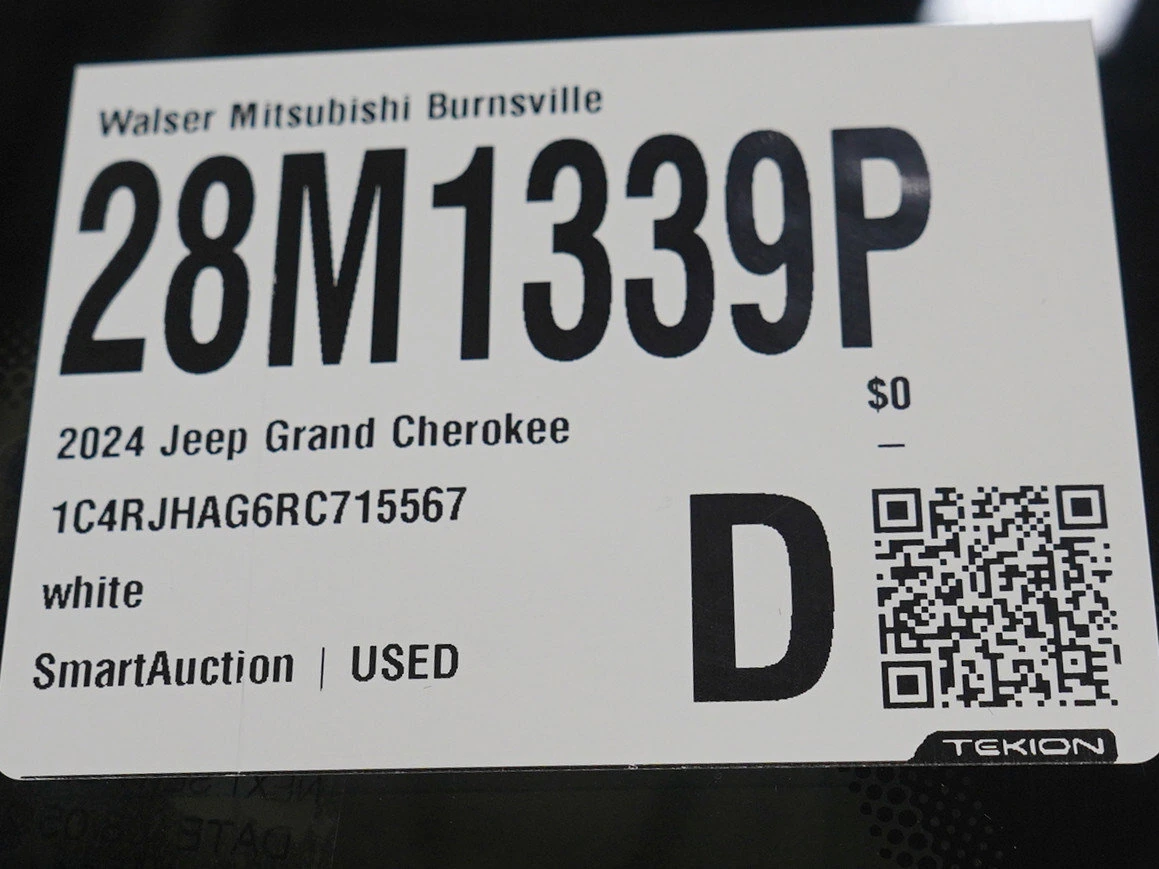 Walser Mitsubishi Burnsville
28M1339P
$0
–
2024 Jeep Grand Cherokee
1C4RJHAG6RC715567
white
D
SmartAuction | USED
TEKION